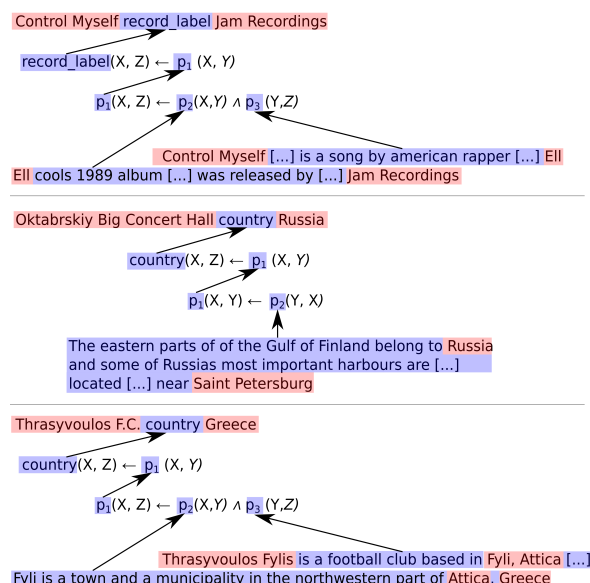 Control Myself record_label Jam Recordings
record_label(X, Z) ← p1 (X, Y)
p1(X, Z) ← p2(X,Y) ∧ p3 (Y,Z)
Control Myself [...] is a song by american rapper [...] Ell
Ell cools 1989 album [...] was released by [...] Jam Recordings
Oktabrskiy Big Concert Hall country Russia
country(X, Z) ← p1 (X, Y)
p1(X, Y) ← p2(Y, X)
The eastern parts of of the Gulf of Finland belong to Russia
and some of Russias most important harbours are [...]
located [...] near Saint Petersburg
Thrasyvoulos F.C. country Greece
country(X, Z) ← p1 (X, Y)
p1(X, Z) ← p2(X,Y) ∧ p3 (Y,Z)
Thrasyvoulos Fylis is a football club based in Fyli, Attica [...]
Fyli is a town and a municipality in the northwestern part of Attica, Greece